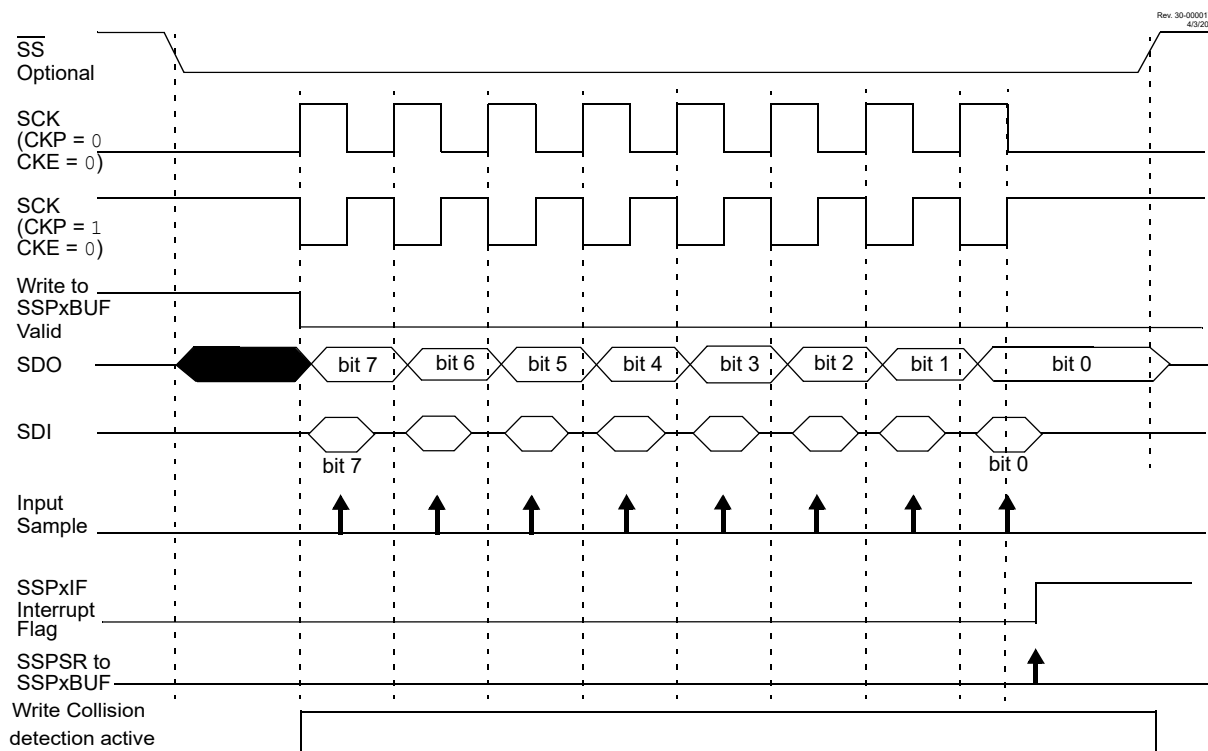 Rev. 30-00001
4/3/20
SS
Optional
SCK
(CKP = 0
CKE = 0)
SCK
(CKP = 1
CKE = 0)
Write to
SSPxBUF
Valid
SDO
bit 7
bit 6
bit 5
bit 4
bit 3
bit 2
bit 1
bit 0
SDI
bit 7
bit 0
Input
Sample
SSPxIF
Interrupt
Flag
SSPSR to
SSPxBUF
Write Collision
detection active